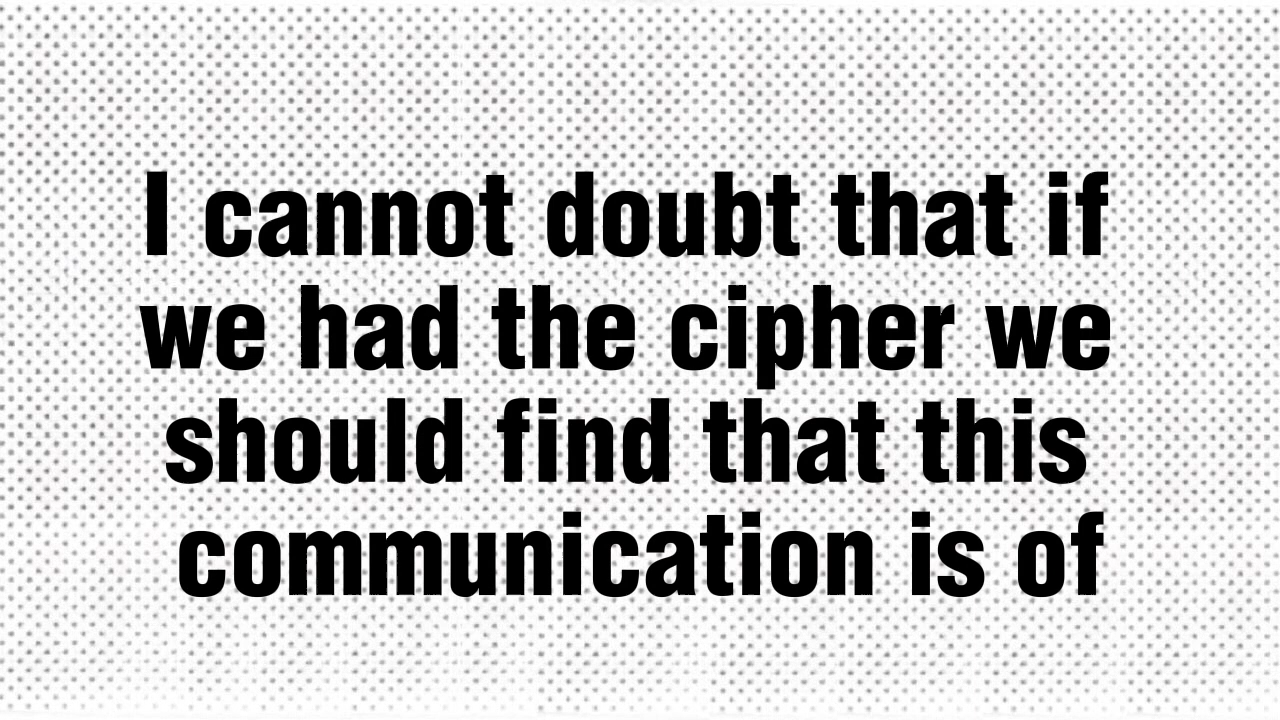 I cannot doubt that if
we had the cipher we
should find that this
communication is of